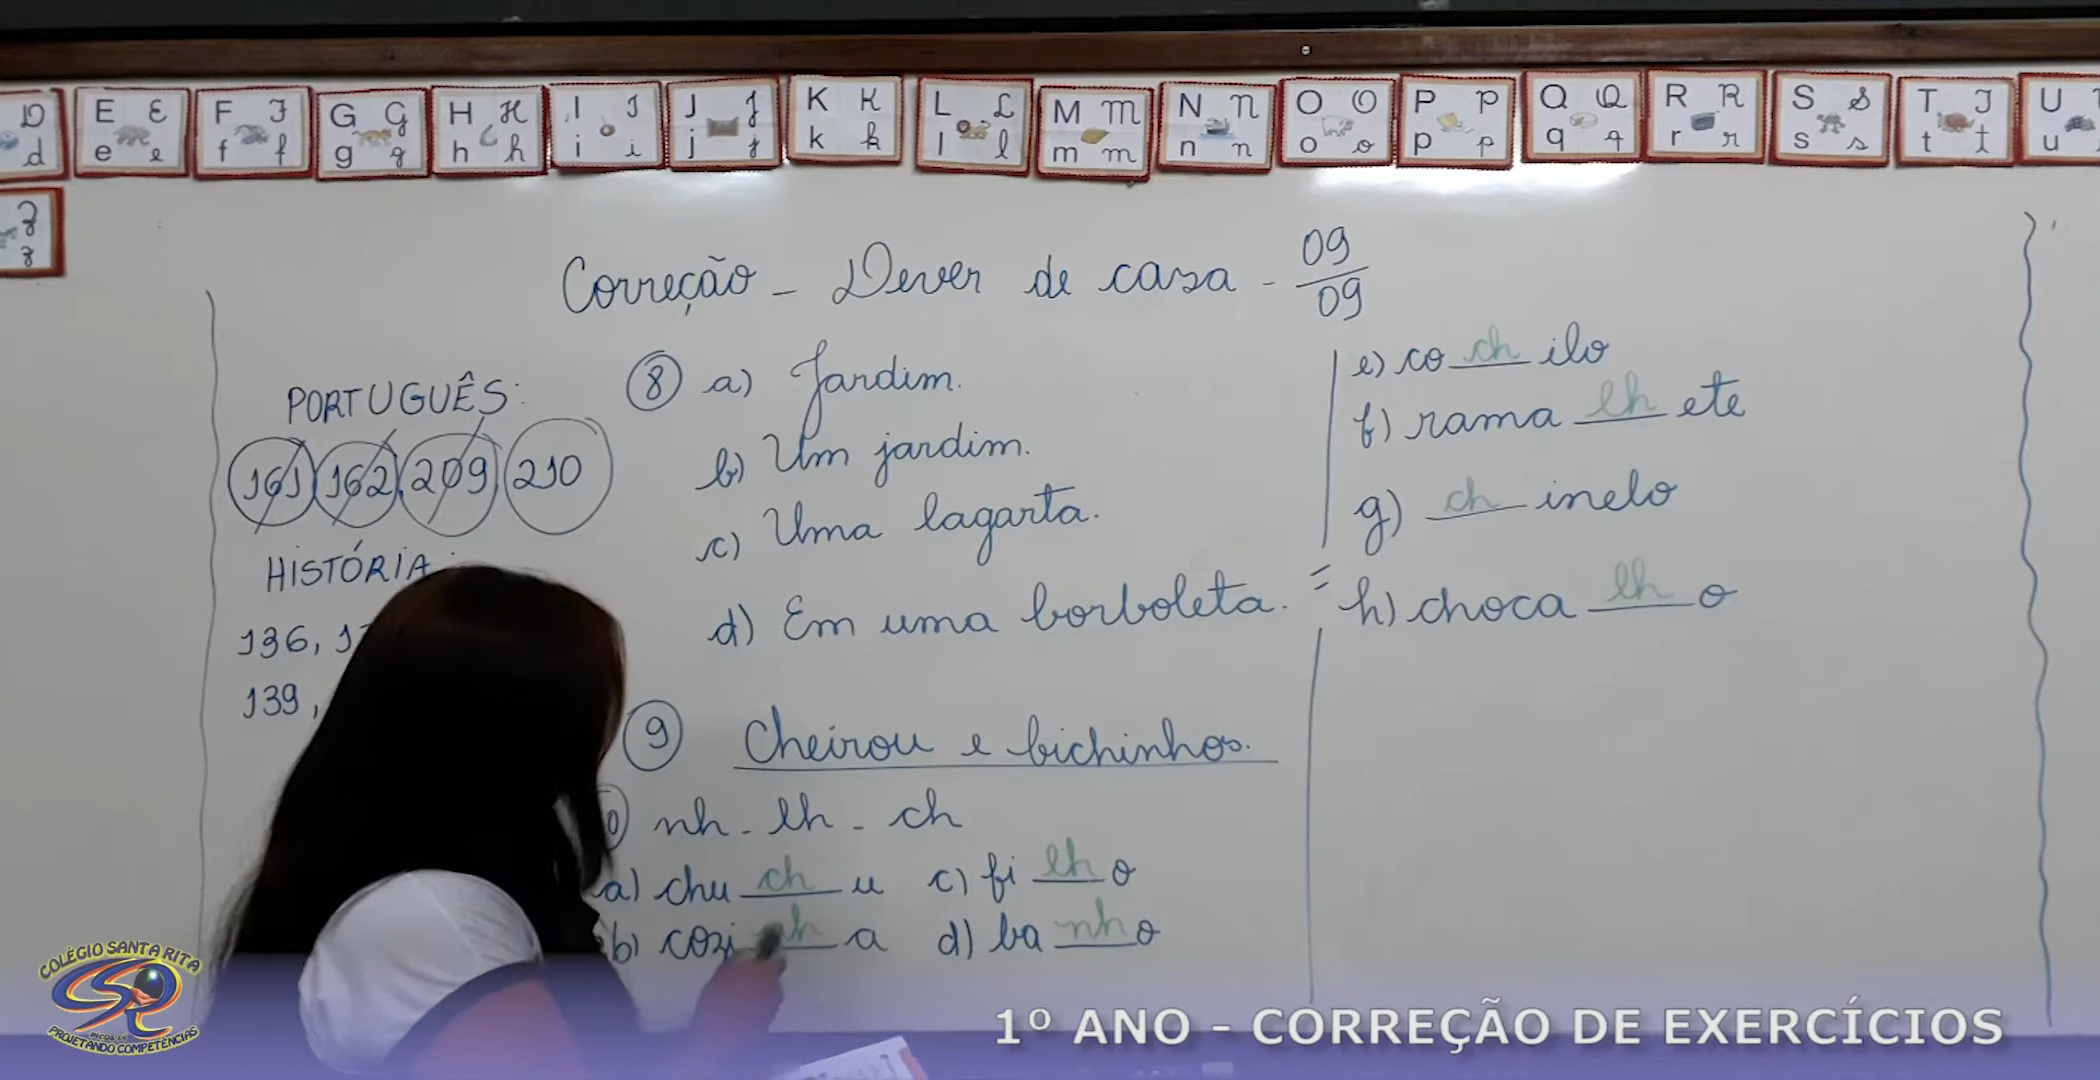 D D
d
E E
e e
F F
f f
G G
g g
H H
h h
I I
i i
J J
j j
K K
k k
L L
l l
M M
m m
N N
n n
O O
o o
P P
p p
Q Q
q q
R R
r r
S S
s s
T T
t t
U
u
Z
z
Correção - Dever de casa - 09/09
PORTUGUÊS:
161, 162, 209, 210
HISTÓRIA:
136, 1
139,
8 a) Jardim.
b) Um jardim.
c) Uma lagarta.
d) Em uma borboleta.
9 Cheirou e bichinhos.
nh - lh - ch
a) chu ch u c) fi lh o
b) cozi nh a d) ba nh o
e) co ch ilo
f) rama lh ete
g) ch inelo
h) choca lh o
COLÉGIO SANTA RITA
PROJETANDO COMPETÊNCIAS
1º ANO - CORREÇÃO DE EXERCÍCIOS